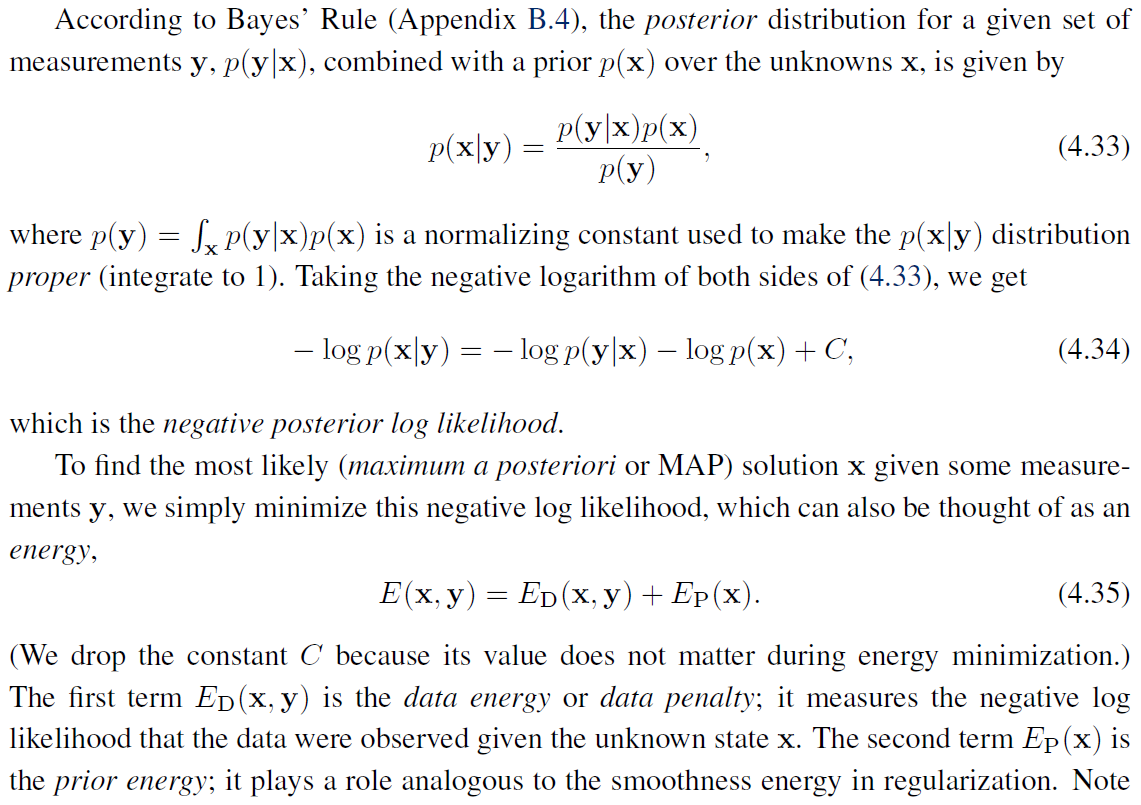 According to Bayes’ Rule (Appendix B.4), the posterior distribution for a given set of
measurements y, p(y|x), combined with a prior p(x) over the unknowns x, is given by
p(x|y) = p(y|x)p(x) / p(y), (4.33)
where p(y) = ∫ₓ p(y|x)p(x) is a normalizing constant used to make the p(x|y) distribution
proper (integrate to 1). Taking the negative logarithm of both sides of (4.33), we get
− log p(x|y) = − log p(y|x) − log p(x) + C, (4.34)
which is the negative posterior log likelihood.
To find the most likely (maximum a posteriori or MAP) solution x given some measure-
ments y, we simply minimize this negative log likelihood, which can also be thought of as an
energy,
E(x, y) = E_D(x, y) + E_P(x). (4.35)
(We drop the constant C because its value does not matter during energy minimization.)
The first term E_D(x, y) is the data energy or data penalty; it measures the negative log
likelihood that the data were observed given the unknown state x. The second term E_P(x) is
the prior energy; it plays a role analogous to the smoothness energy in regularization. Note